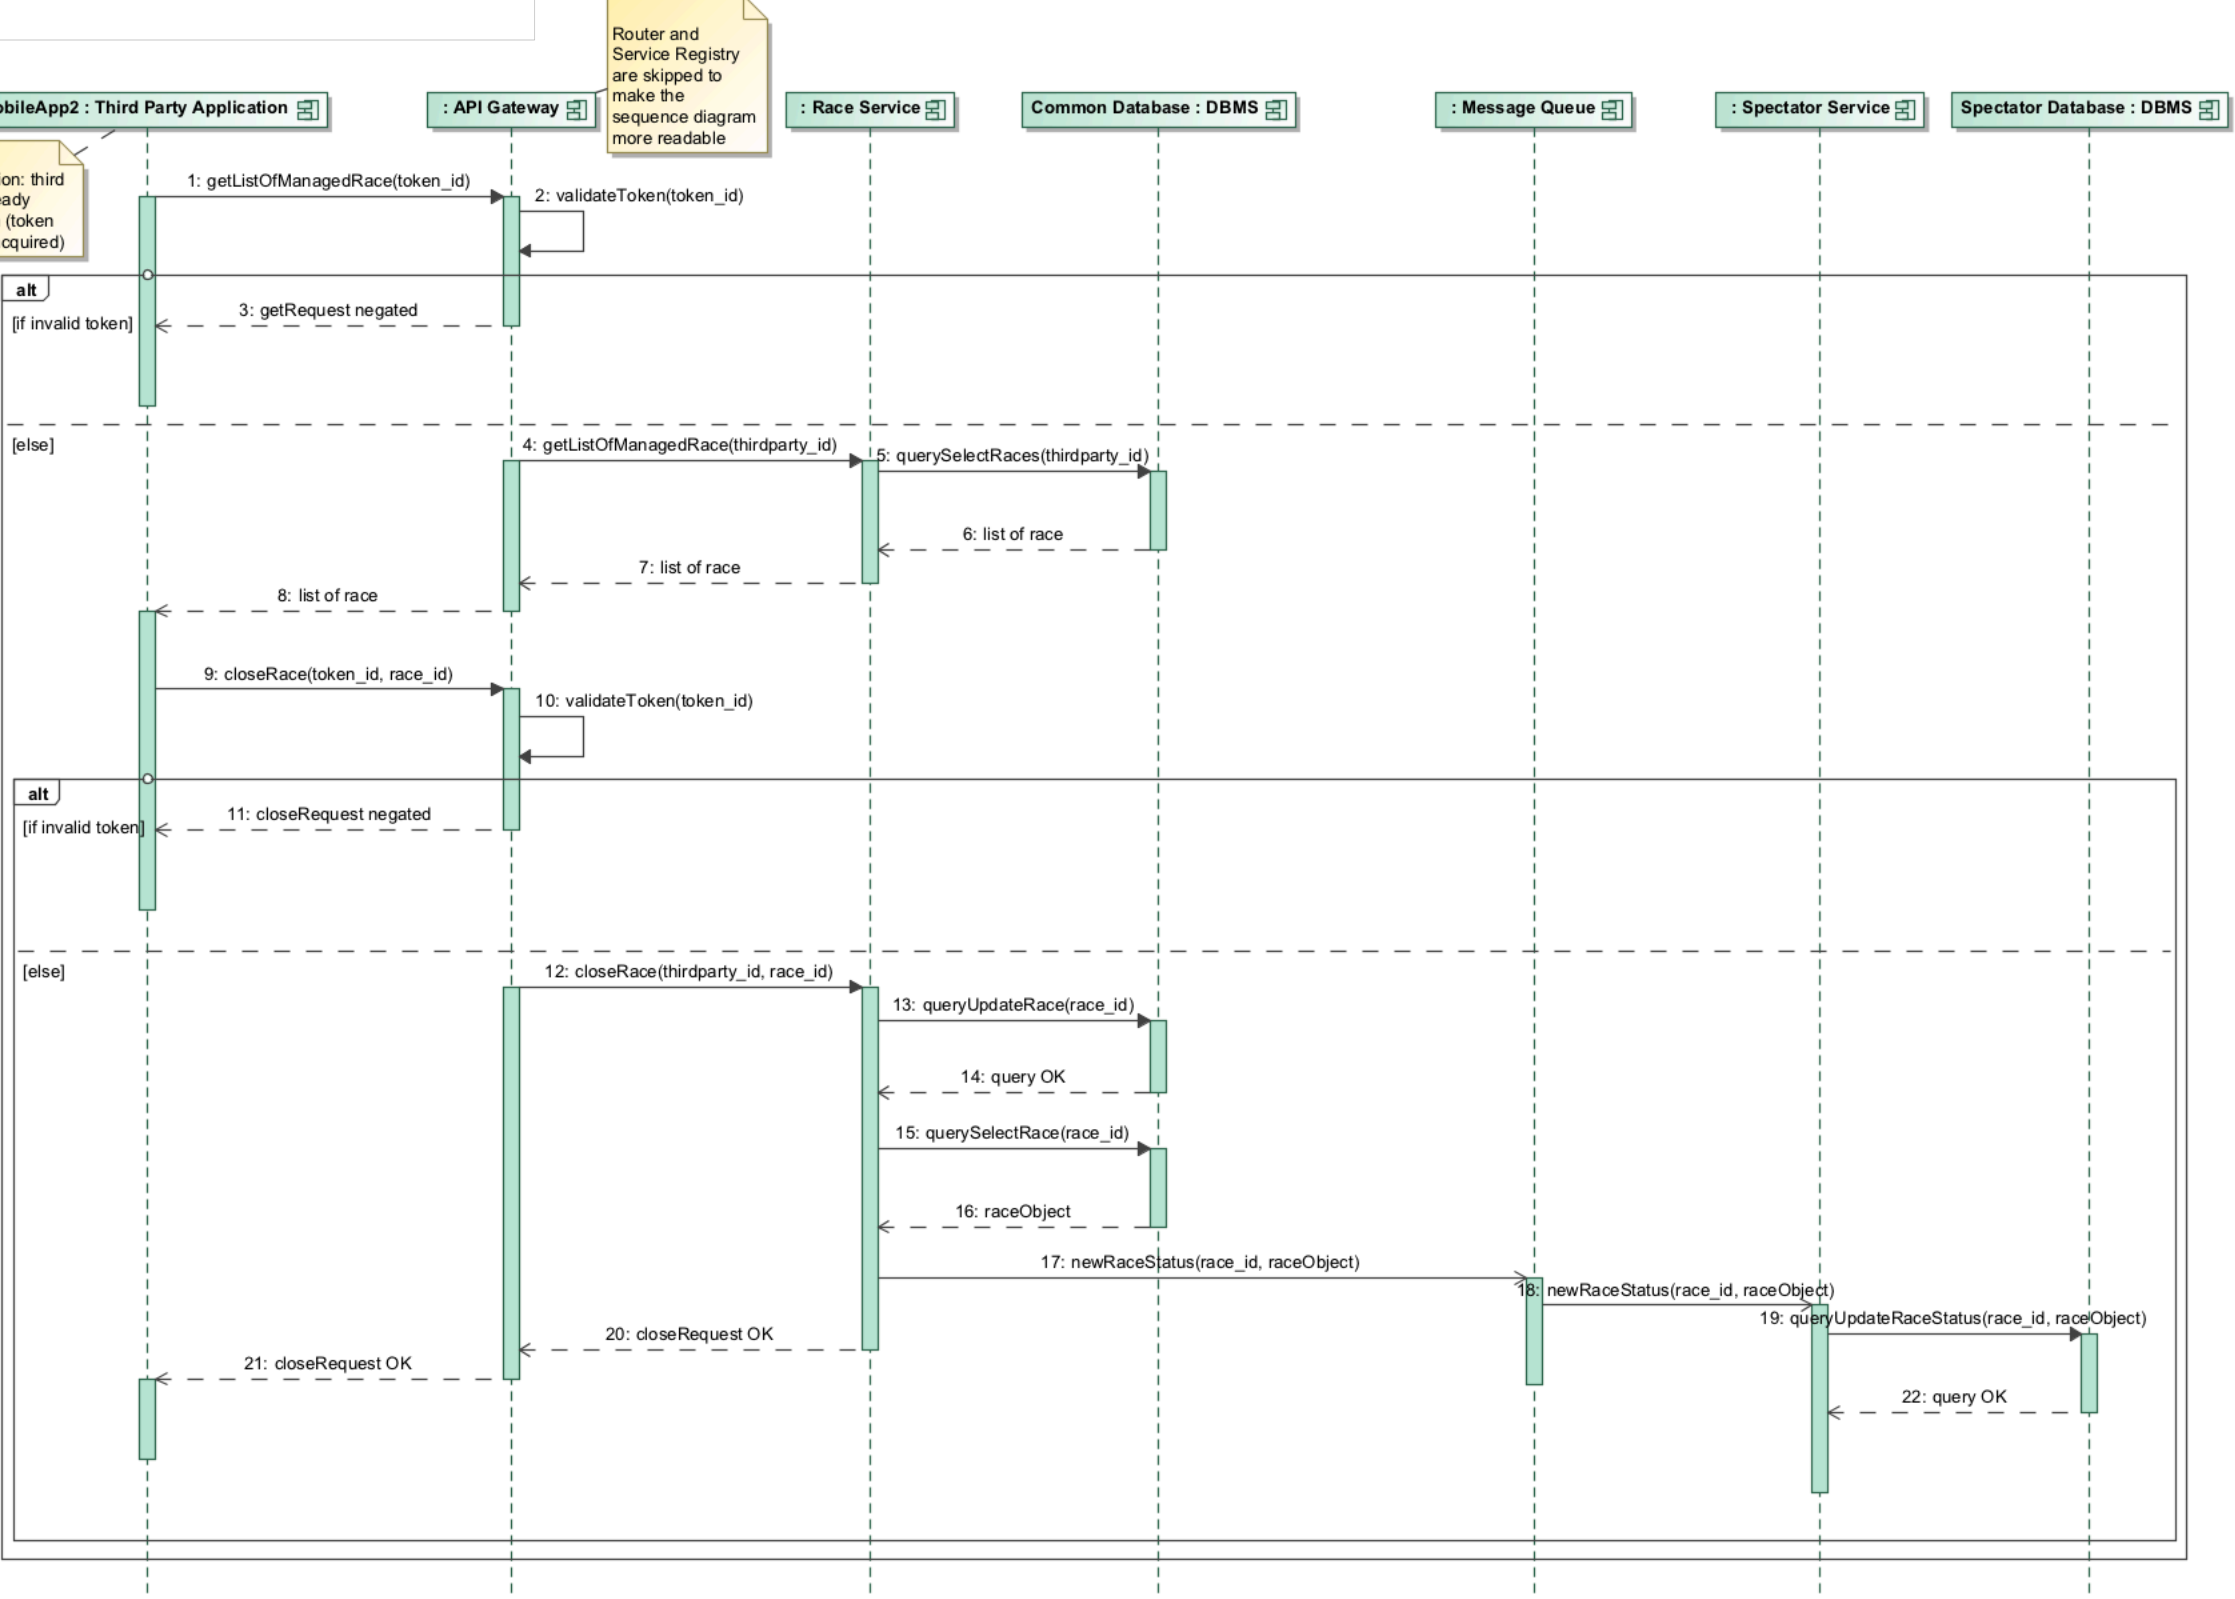 Router and
Service Registry
are skipped to
make the
sequence diagram
more readable
obileApp2 : Third Party Application
: API Gateway
: Race Service
Common Database : DBMS
: Message Queue
: Spectator Service
Spectator Database : DBMS
ion: third
eady
(token
cquired)
1: getListOfManagedRace(token_id)
2: validateToken(token_id)
alt
3: getRequest negated
[if invalid token]
[else]
4: getListOfManagedRace(thirdparty_id)
5: querySelectRaces(thirdparty_id)
6: list of race
7: list of race
8: list of race
9: closeRace(token_id, race_id)
10: validateToken(token_id)
alt
11: closeRequest negated
[if invalid token]
[else]
12: closeRace(thirdparty_id, race_id)
13: queryUpdateRace(race_id)
14: query OK
15: querySelectRace(race_id)
16: raceObject
17: newRaceStatus(race_id, raceObject)
18: newRaceStatus(race_id, raceObject)
19: queryUpdateRaceStatus(race_id, raceObject)
20: closeRequest OK
21: closeRequest OK
22: query OK